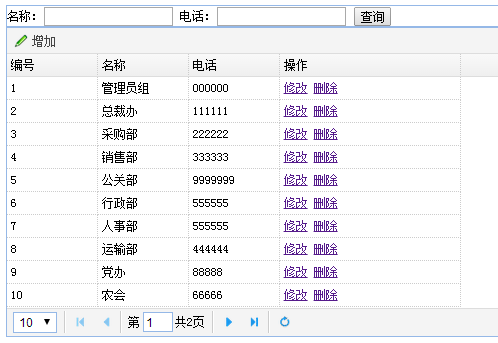 名称： 电话： 查询
增加
编号 名称 电话 操作
1 管理员组 000000 修改 删除
2 总裁办 111111 修改 删除
3 采购部 222222 修改 删除
4 销售部 333333 修改 删除
5 公关部 9999999 修改 删除
6 行政部 555555 修改 删除
7 人事部 555555 修改 删除
8 运输部 444444 修改 删除
9 党办 88888 修改 删除
10 农会 66666 修改 删除
10 第 1 共2页